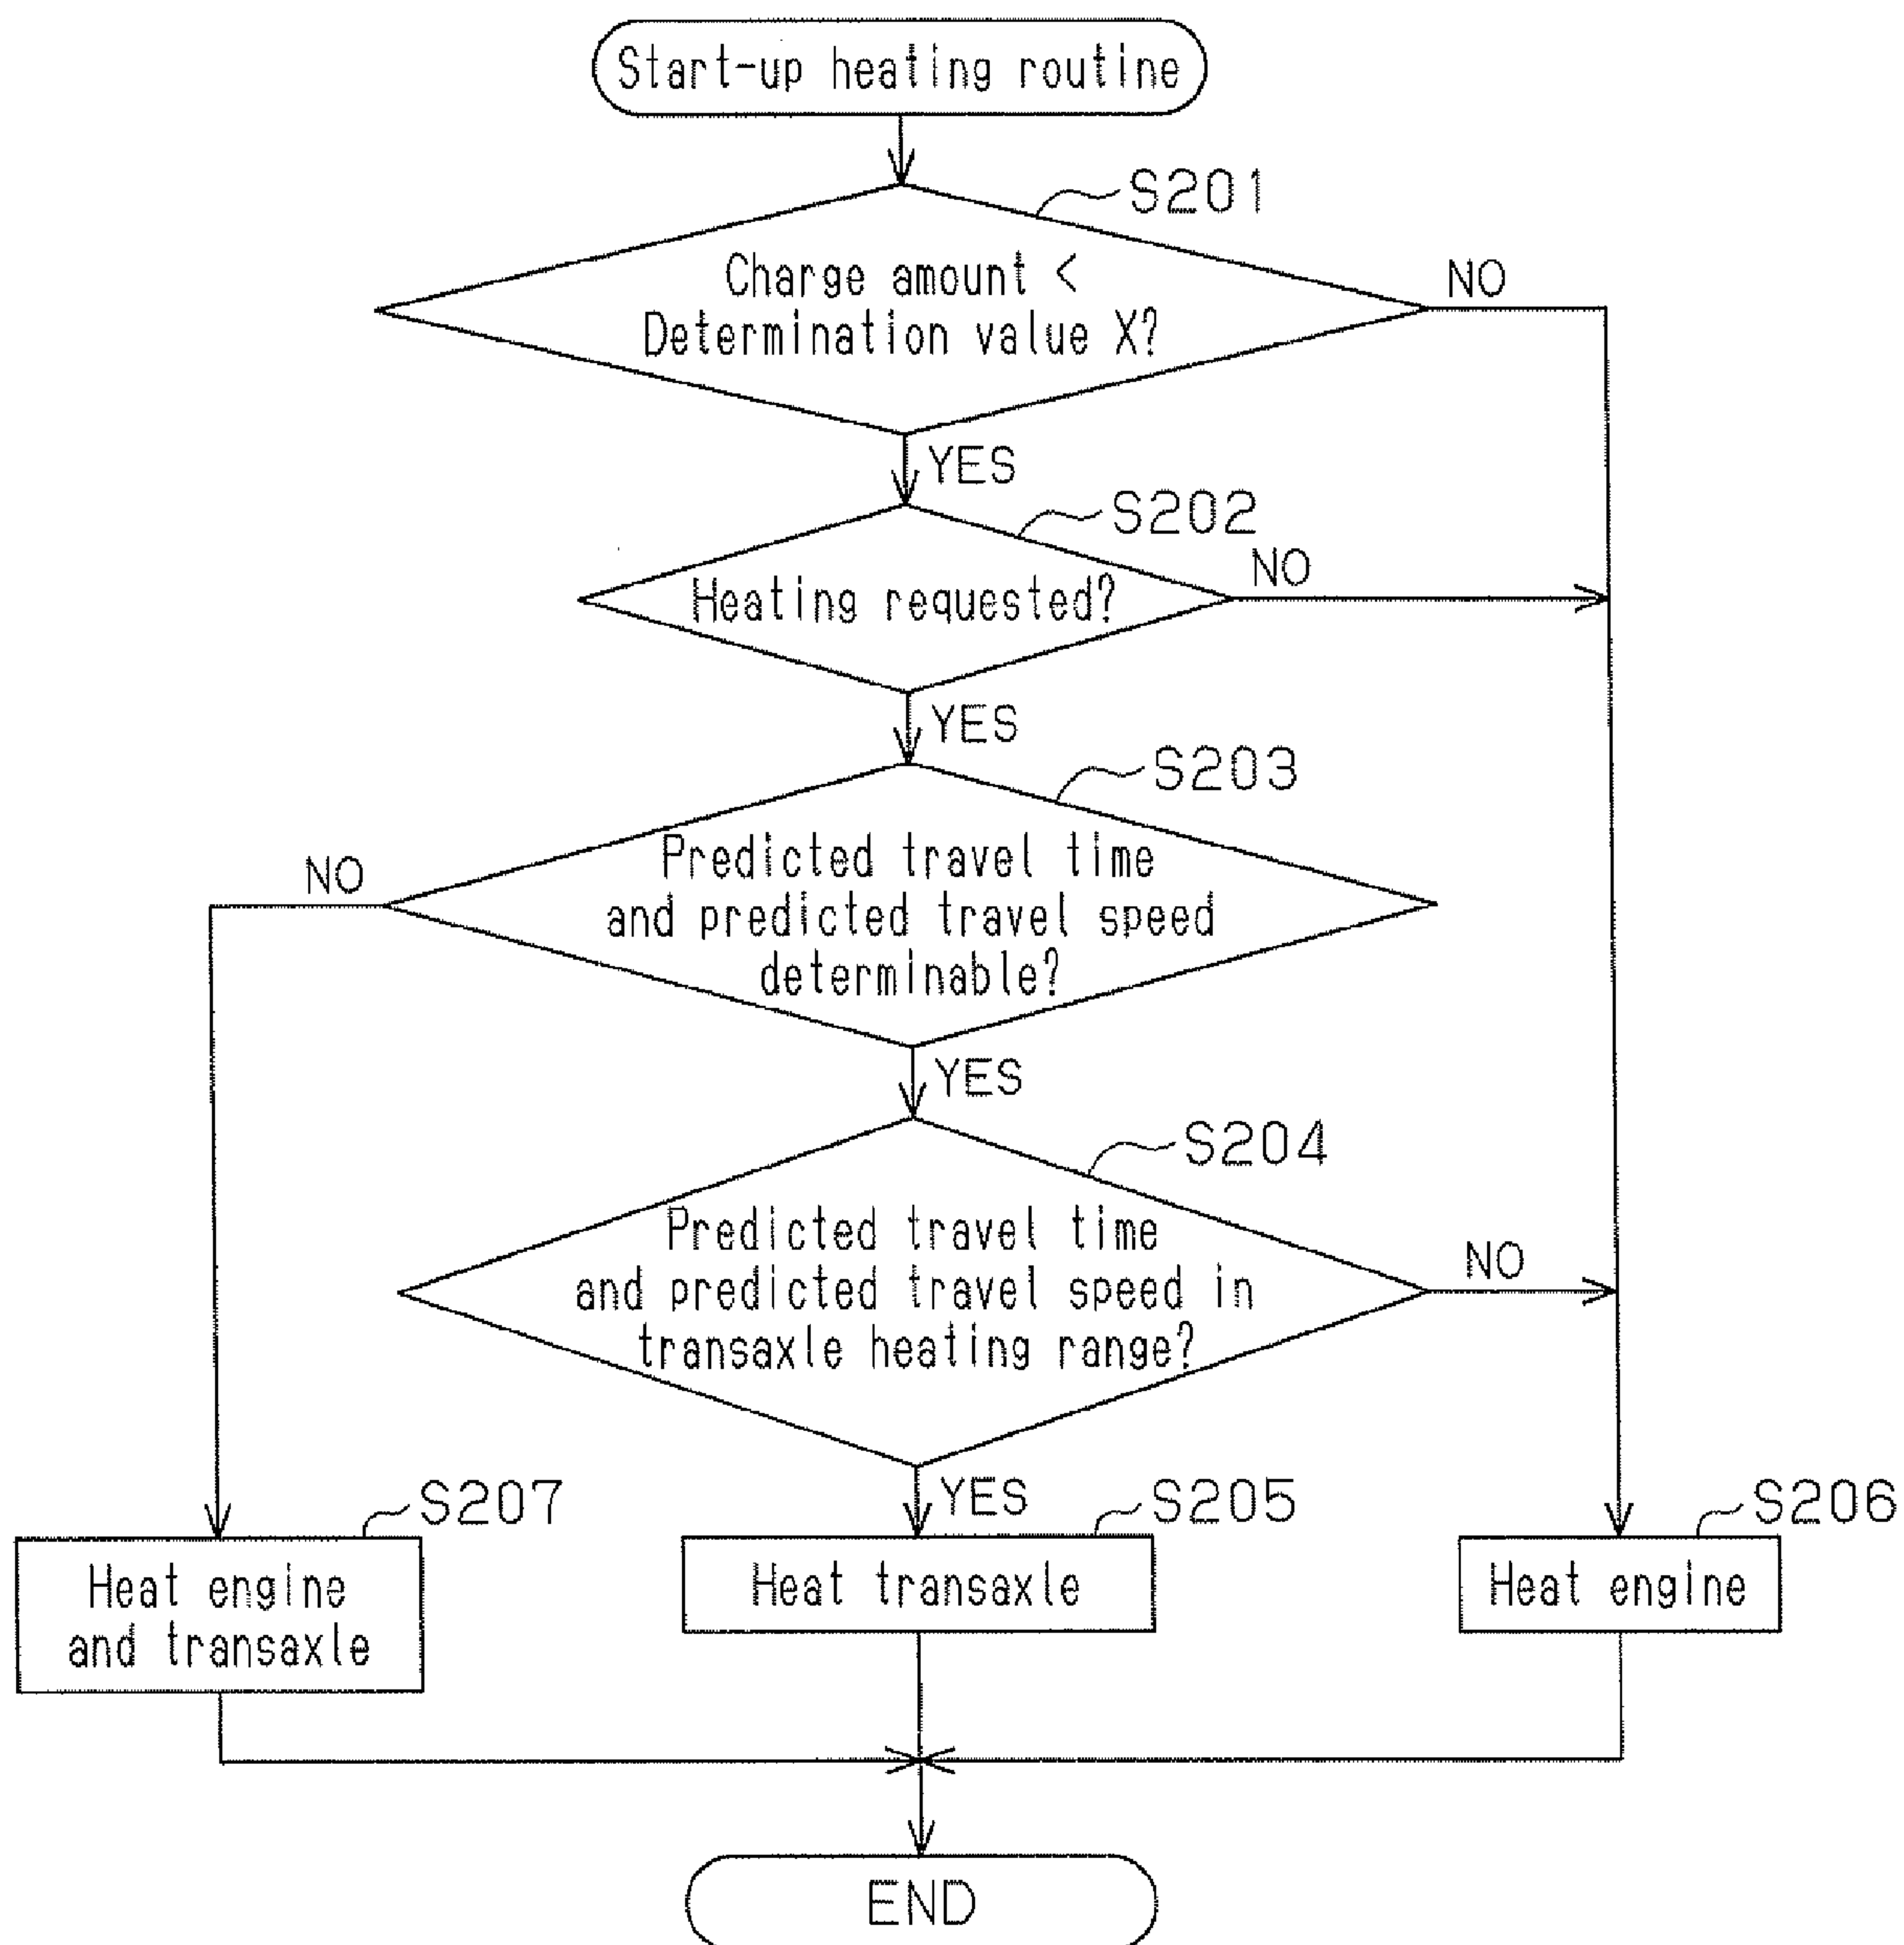 Start-up heating routine
S201
Charge amount <
Determination value X?
NO
YES
S202
Heating requested?
NO
YES
S203
Predicted travel time
and predicted travel speed
determinable?
NO
YES
S204
Predicted travel time
and predicted travel speed in
transaxle heating range?
NO
YES
S207
Heat engine
and transaxle
S205
Heat transaxle
S206
Heat engine
END